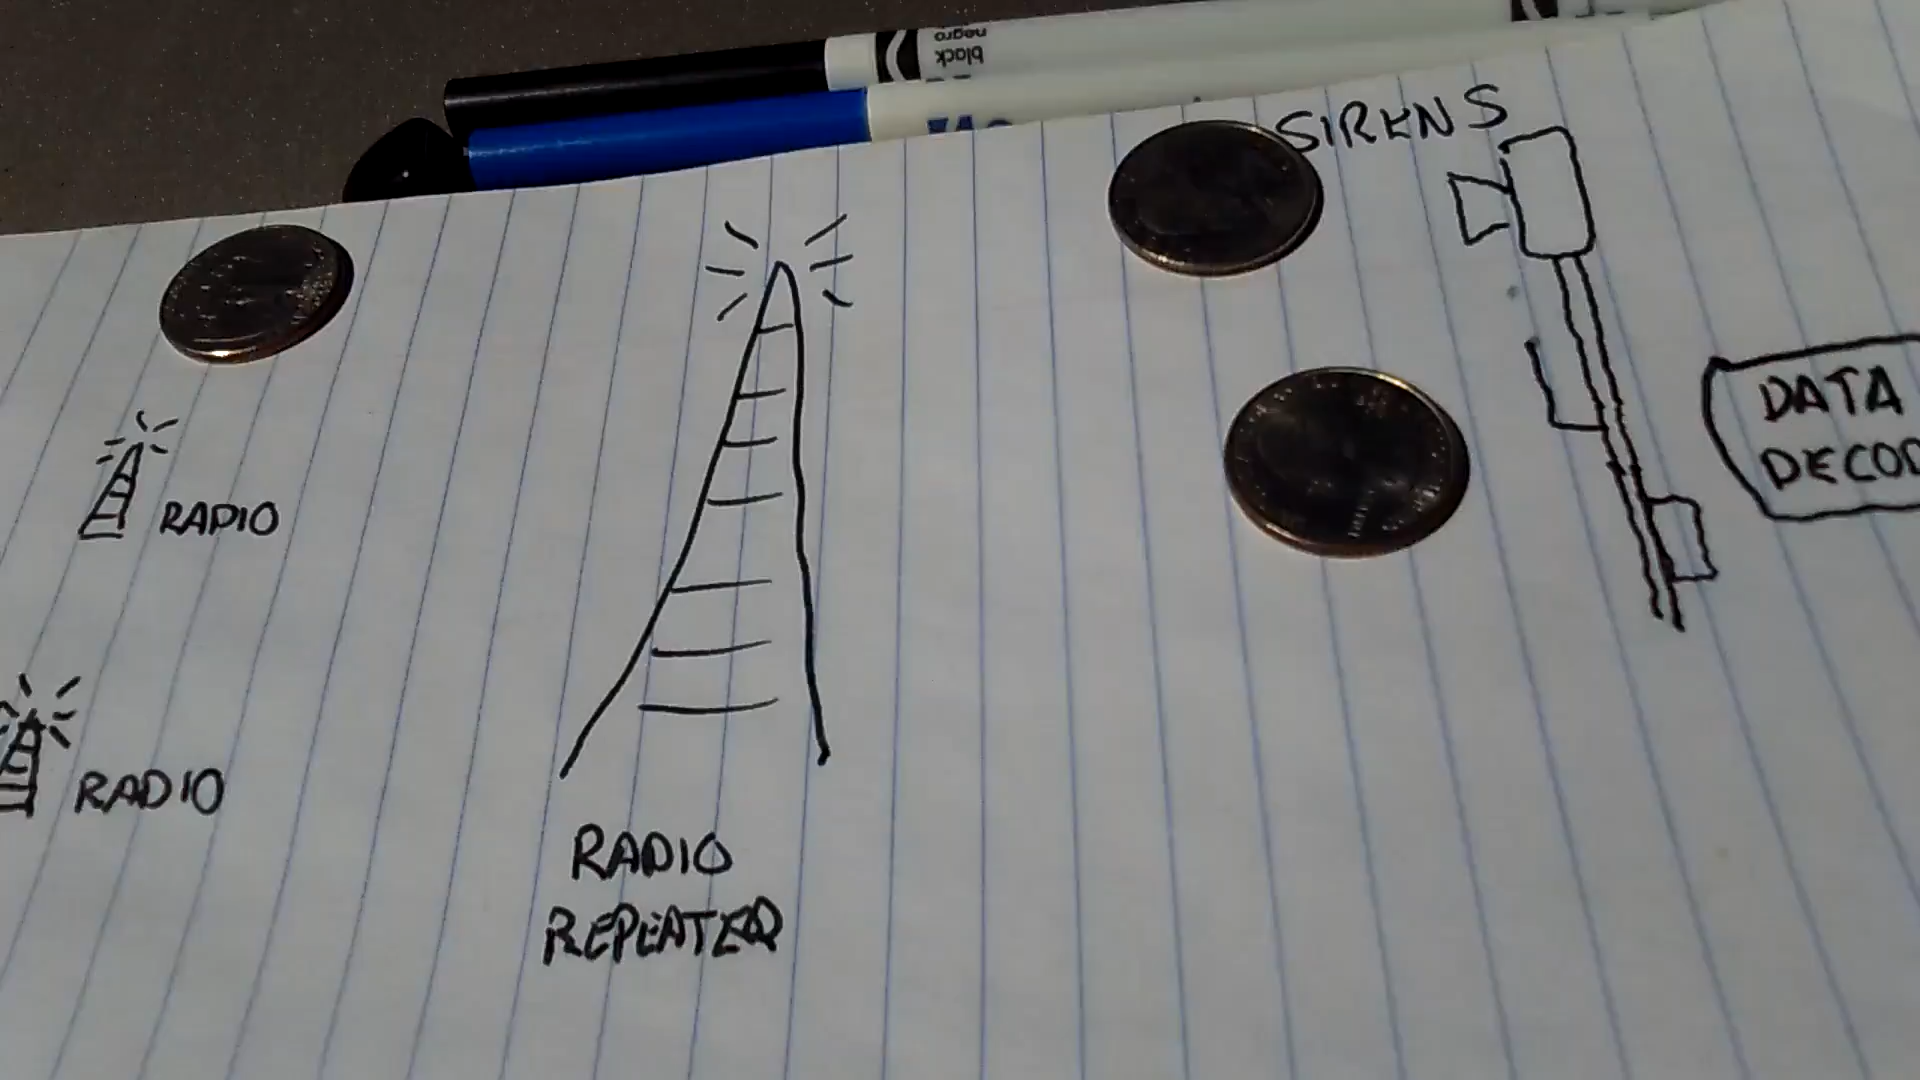 negro
black
SIRENS
DATA
DECOD
RADIO
RADIO
RADIO
REPEATER